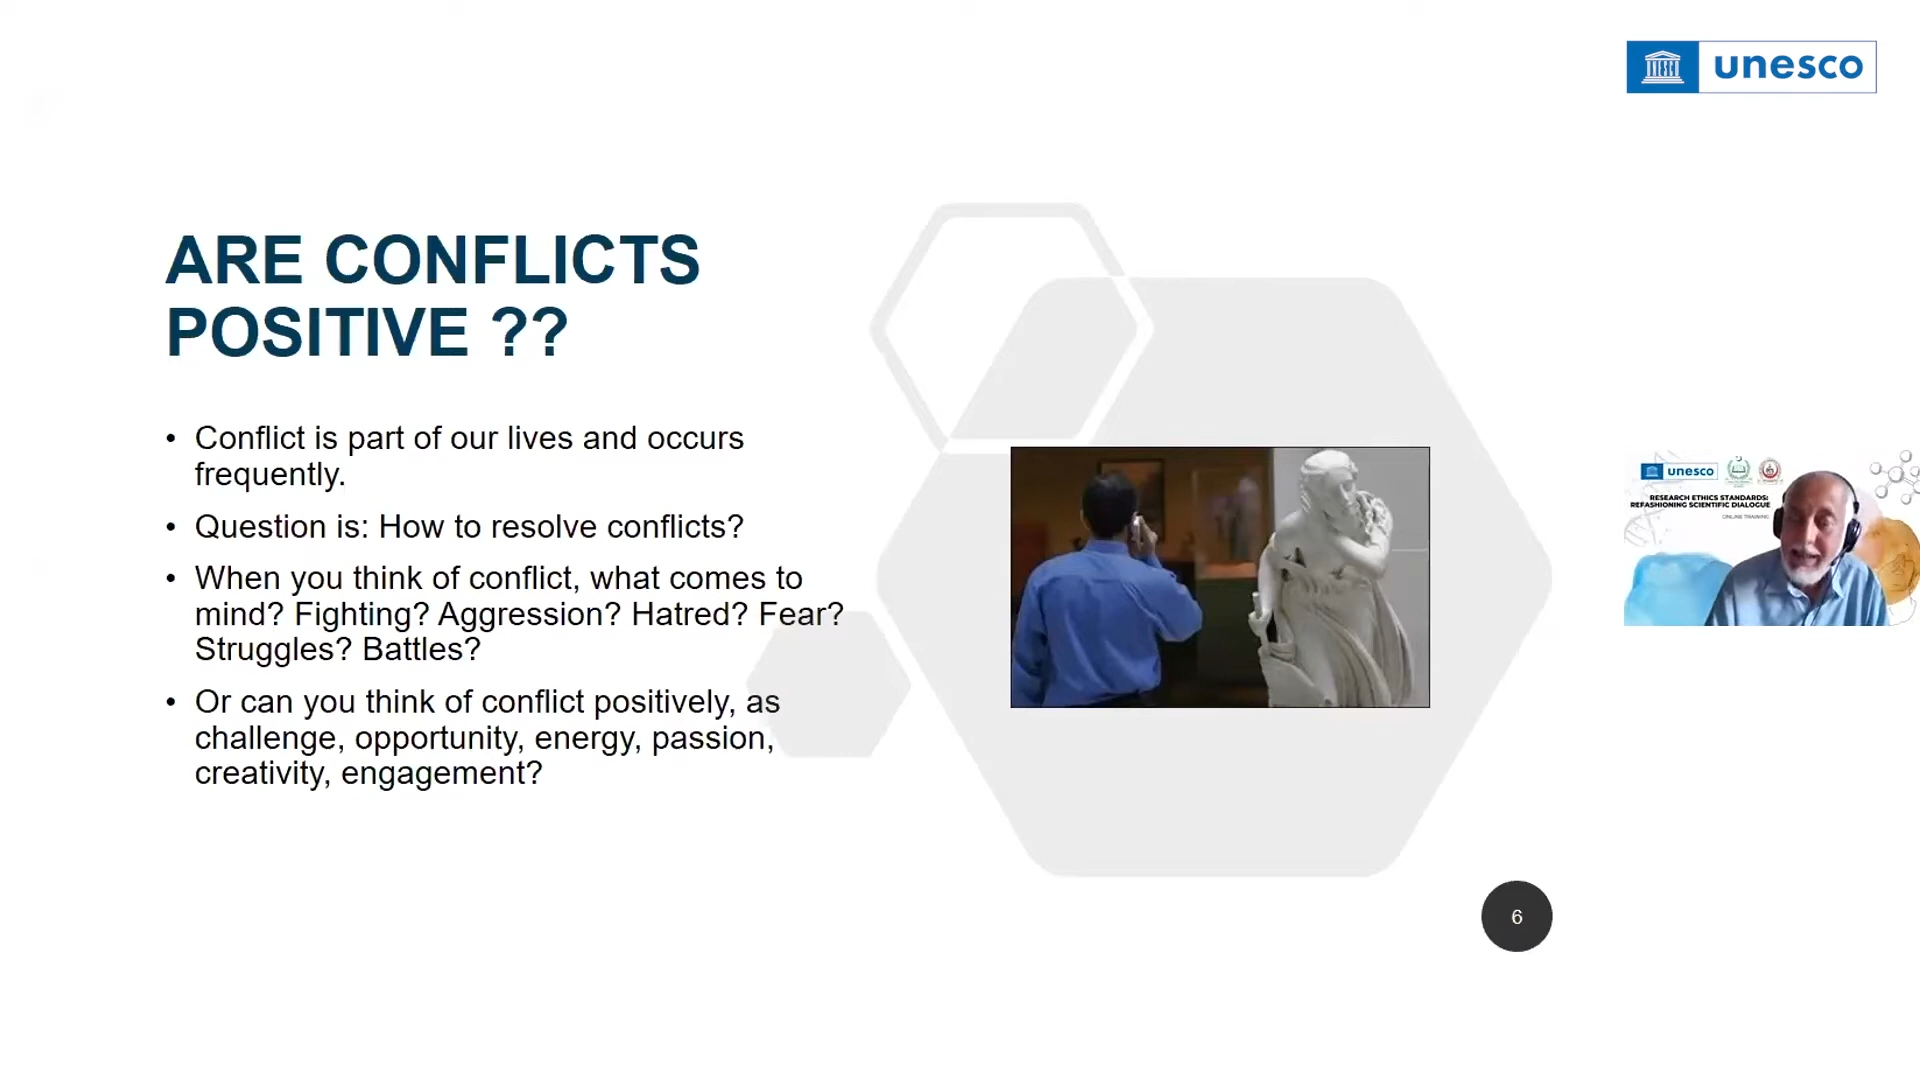 unesco
ARE CONFLICTS
POSITIVE ??
• Conflict is part of our lives and occurs
frequently.
• Question is: How to resolve conflicts?
• When you think of conflict, what comes to
mind? Fighting? Aggression? Hatred? Fear?
Struggles? Battles?
• Or can you think of conflict positively, as
challenge, opportunity, energy, passion,
creativity, engagement?
unesco
RESEARCH ETHICS STANDARDS:
REFASHIONING SCIENTIFIC DIALOGUE
ONLINE TRAINING
6